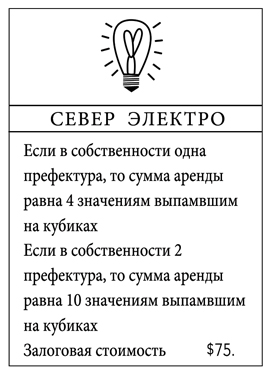 СЕВЕР ЭЛЕКТРО
Если в собственности одна
префектура, то сумма аренды
равна 4 значениям выпамвшим
на кубиках
Если в собственности 2
префектура, то сумма аренды
равна 10 значениям выпамвшим
на кубиках
Залоговая стоимость $75.